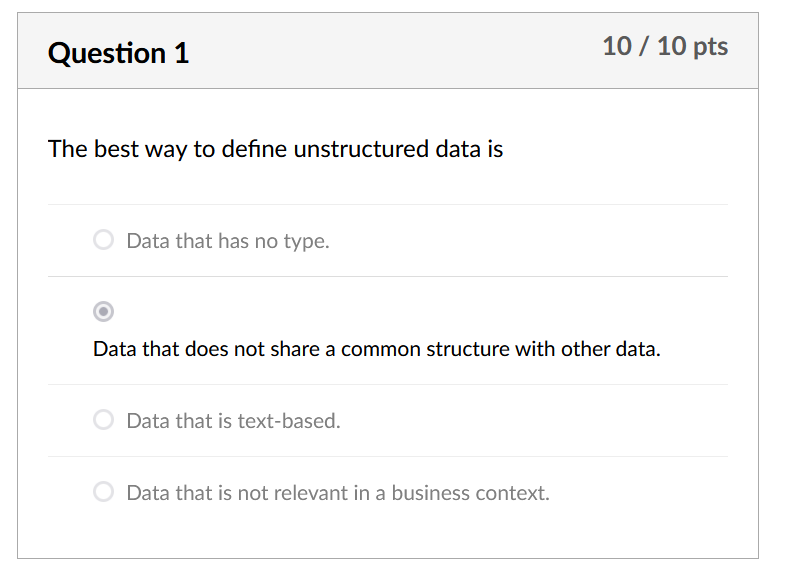 Question 1
10 / 10 pts
The best way to define unstructured data is
Data that has no type.
Data that does not share a common structure with other data.
Data that is text-based.
Data that is not relevant in a business context.